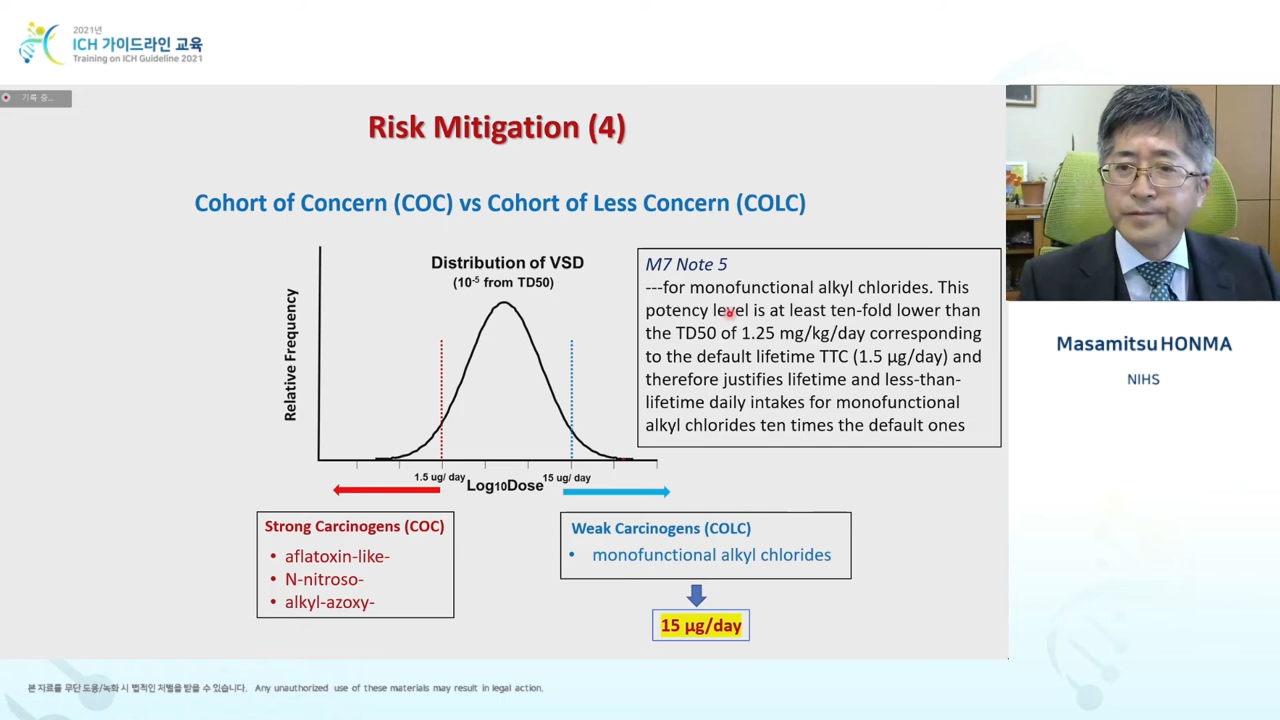 2021년
ICH 가이드라인 교육
Training on ICH Guideline 2021
기록 중...
Risk Mitigation (4)
Cohort of Concern (COC) vs Cohort of Less Concern (COLC)
Distribution of VSD
(10⁻⁵ from TD50)
Relative Frequency
1.5 ug/ day
15 ug/ day
Log10Dose
M7 Note 5
---for monofunctional alkyl chlorides. This
potency level is at least ten-fold lower than
the TD50 of 1.25 mg/kg/day corresponding
to the default lifetime TTC (1.5 µg/day) and
therefore justifies lifetime and less-than-
lifetime daily intakes for monofunctional
alkyl chlorides ten times the default ones
Strong Carcinogens (COC)
• aflatoxin-like-
• N-nitroso-
• alkyl-azoxy-
Weak Carcinogens (COLC)
• monofunctional alkyl chlorides
15 µg/day
Masamitsu HONMA
NIHS
본 자료를 무단 도용/녹화 시 법적인 처벌을 받을 수 있습니다. Any unauthorized use of these materials may result in legal action.